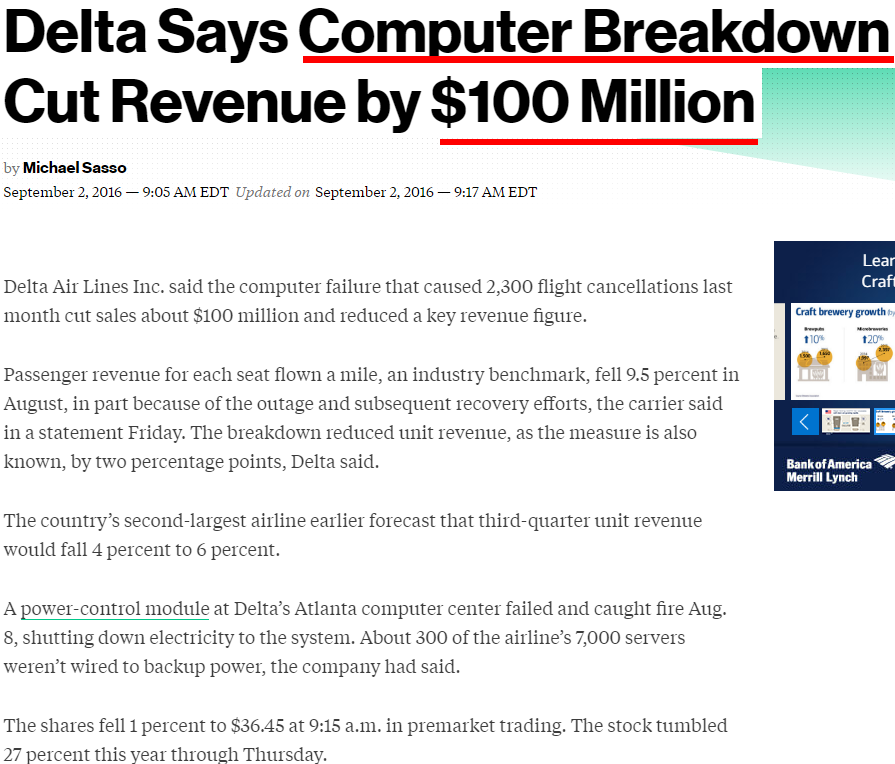 Delta Says Computer Breakdown
Cut Revenue by $100 Million
by Michael Sasso
September 2, 2016 — 9:05 AM EDT Updated on September 2, 2016 — 9:17 AM EDT
Delta Air Lines Inc. said the computer failure that caused 2,300 flight cancellations last
month cut sales about $100 million and reduced a key revenue figure.
Passenger revenue for each seat flown a mile, an industry benchmark, fell 9.5 percent in
August, in part because of the outage and subsequent recovery efforts, the carrier said
in a statement Friday. The breakdown reduced unit revenue, as the measure is also
known, by two percentage points, Delta said.
The country’s second-largest airline earlier forecast that third-quarter unit revenue
would fall 4 percent to 6 percent.
A power-control module at Delta’s Atlanta computer center failed and caught fire Aug.
8, shutting down electricity to the system. About 300 of the airline’s 7,000 servers
weren’t wired to backup power, the company had said.
The shares fell 1 percent to $36.45 at 9:15 a.m. in premarket trading. The stock tumbled
27 percent this year through Thursday.
Lear
Craft
Craft brewery growth (by
Brewpubs Microbreweries
10% 20%
Bank of America
Merrill Lynch